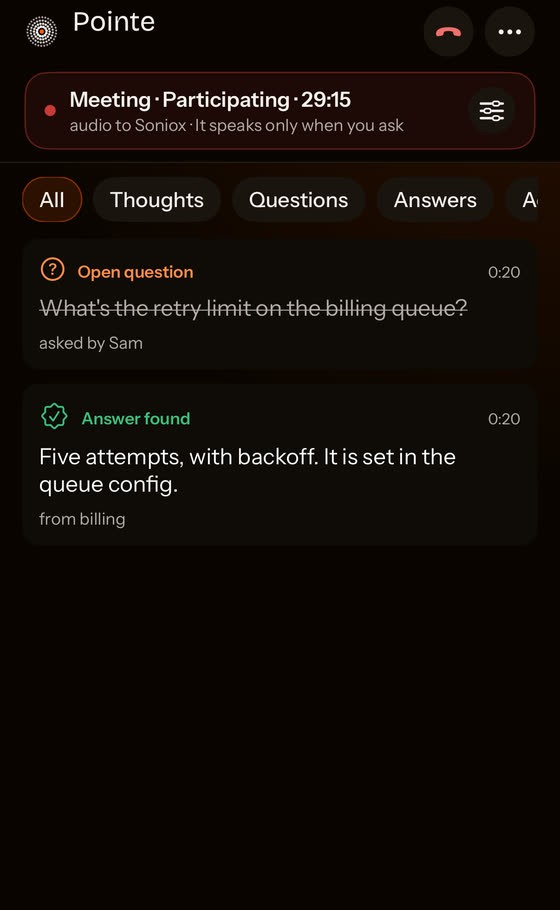 Pointe
Meeting · Participating · 29:15
audio to Soniox · It speaks only when you ask
All
Thoughts
Questions
Answers
Open question
0:20
What's the retry limit on the billing queue?
asked by Sam
Answer found
0:20
Five attempts, with backoff. It is set in the
queue config.
from billing